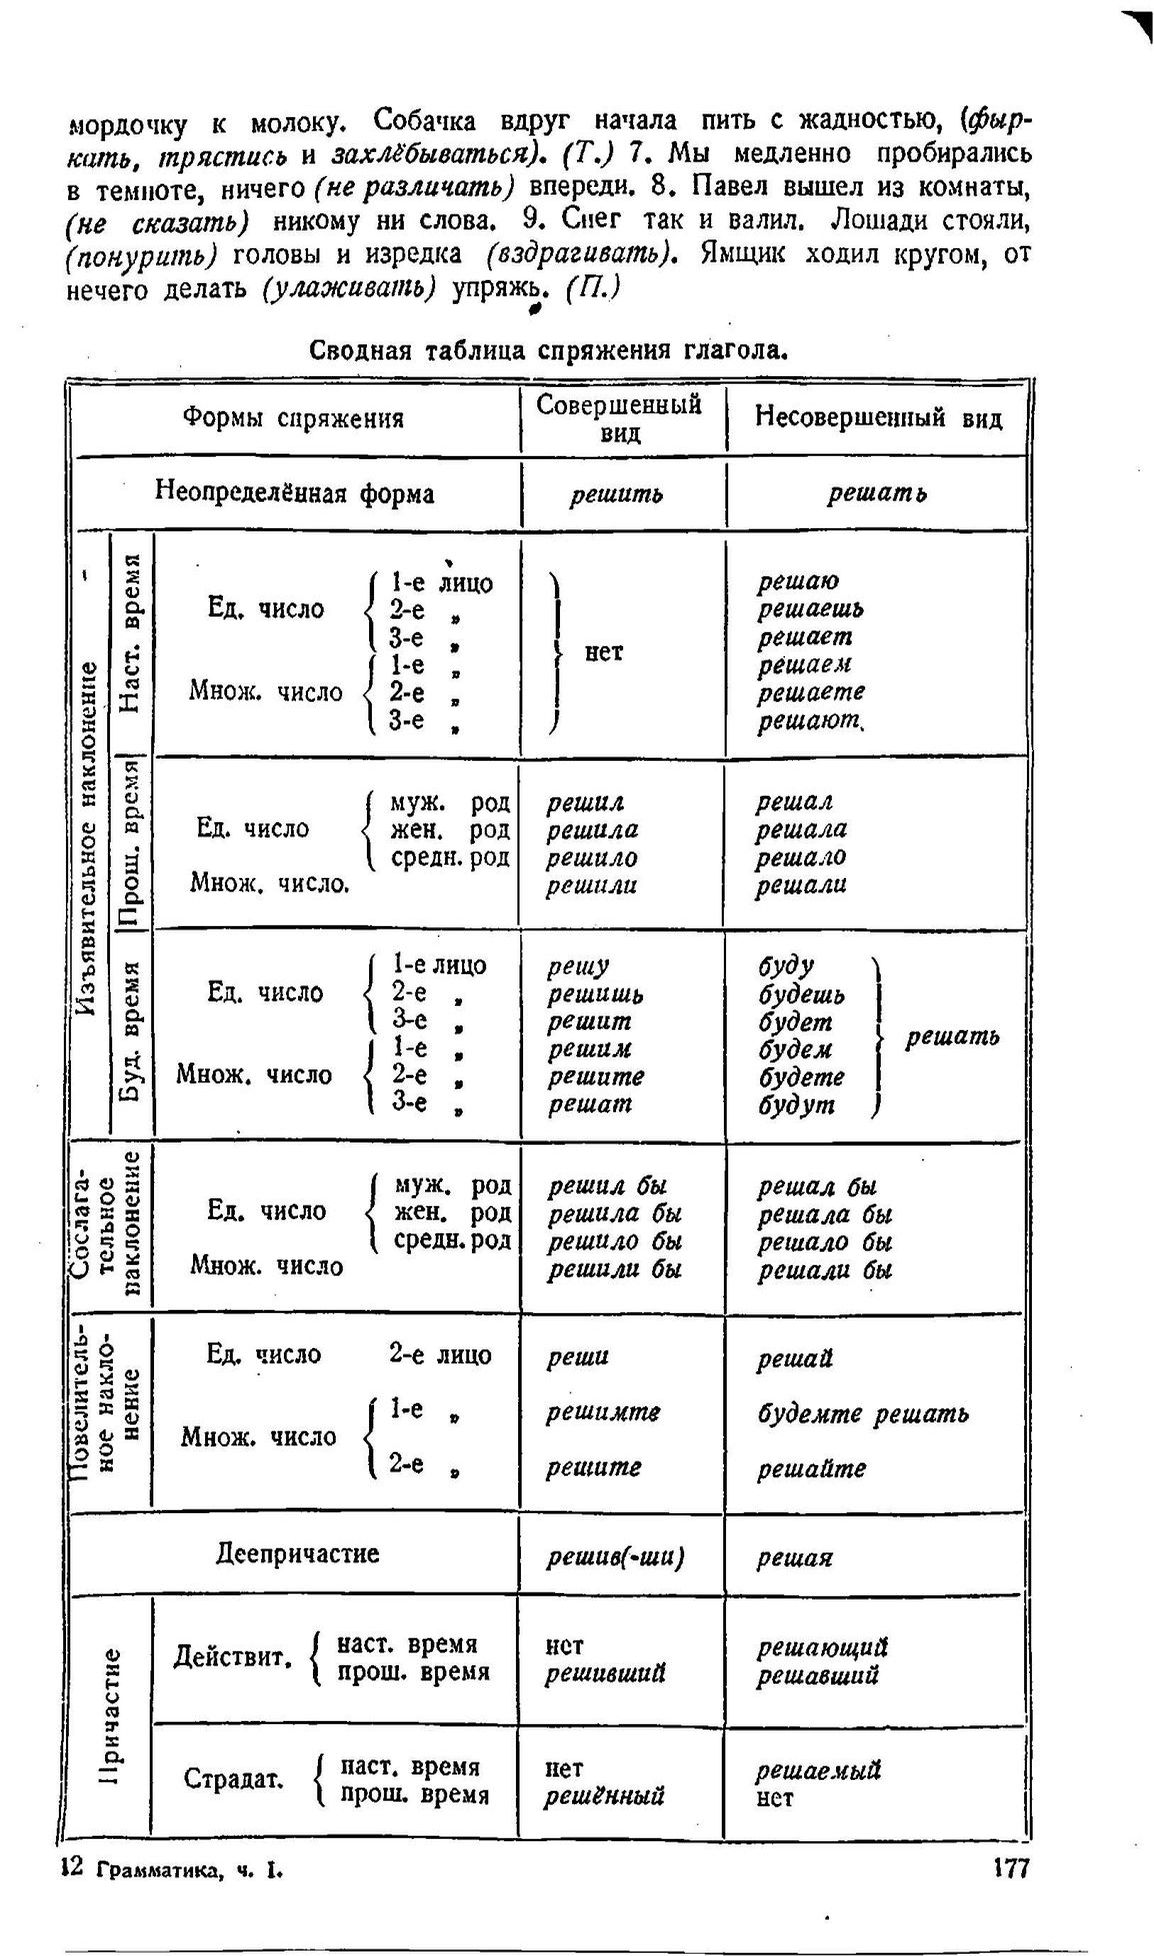 мордочку к молоку. Собачка вдруг начала пить с жадностью, (фыр-
кать, трястись и захлёбываться). (Т.) 7. Мы медленно пробирались
в темноте, ничего (не различать) впереди. 8. Павел вышел из комнаты,
(не сказать) никому ни слова. 9. Снег так и валил. Лошади стояли,
(понурить) головы и изредка (вздрагивать). Ямщик ходил кругом, от
нечего делать (улаживать) упряжь. (П.)
Сводная таблица спряжения глагола.
Формы спряжения Совершенный вид Несовершенный вид
Неопределённая форма решить решать
Изъявительное наклонение
Наст. время
Ед. число 1-е лицо нет решаю
2-е „ решаешь
3-е „ решает
Множ. число 1-е „ решаем
2-е „ решаете
3-е „ решают.
Прош. время
Ед. число муж. род решил решал
жен. род решила решала
средн. род решило решало
Множ. число. решили решали
Буд. время
Ед. число 1-е лицо решу буду решать
2-е „ решишь будешь
3-е „ решит будет
Множ. число 1-е „ решим будем
2-е „ решите будете
3-е „ решат будут
Сослага-
тельное
наклонение
Ед. число муж. род решил бы решал бы
жен. род решила бы решала бы
средн. род решило бы решало бы
Множ. число решили бы решали бы
Повелитель-
ное накло-
нение
Ед. число 2-е лицо реши решай
Множ. число 1-е „ решимте будемте решать
2-е „ решите решайте
Деепричастие решив(-ши) решая
Причастие
Действит. наст. время нет решающий
прош. время решивший решавший
Страдат. наст. время нет решаемый
прош. время решённый нет
12 Грамматика, ч. I. 177